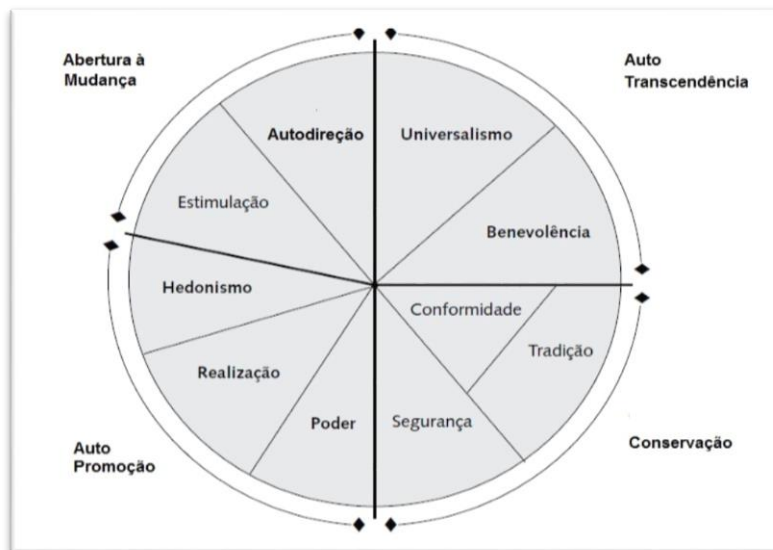 Abertura à
Mudança
Auto
Transcendência
Autodireção
Universalismo
Estimulação
Benevolência
Hedonismo
Conformidade
Tradição
Realização
Poder
Segurança
Auto
Promoção
Conservação